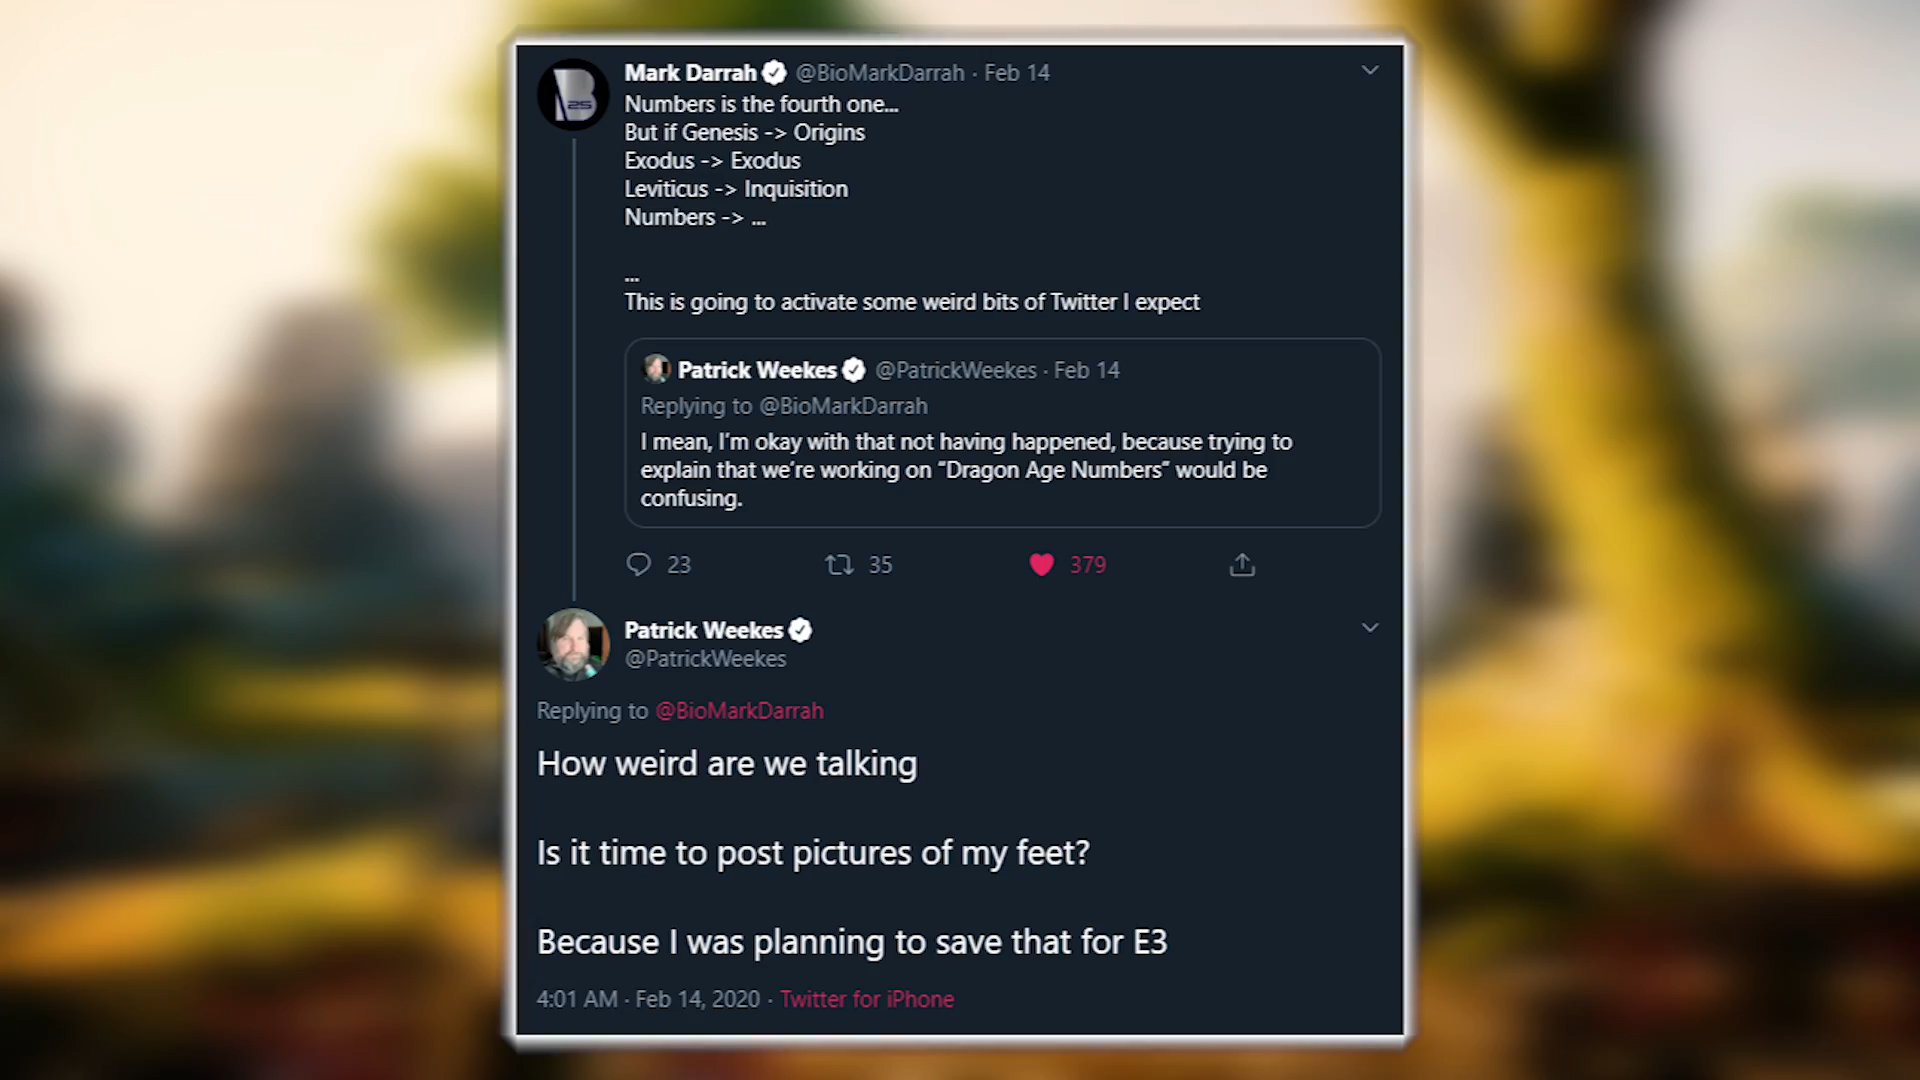 Mark Darrah @BioMarkDarrah · Feb 14
Numbers is the fourth one...
But if Genesis -> Origins
Exodus -> Exodus
Leviticus -> Inquisition
Numbers -> ...
...
This is going to activate some weird bits of Twitter I expect
Patrick Weekes @PatrickWeekes · Feb 14
Replying to @BioMarkDarrah
I mean, I'm okay with that not having happened, because trying to
explain that we're working on "Dragon Age Numbers" would be
confusing.
23 35 379
Patrick Weekes
@PatrickWeekes
Replying to @BioMarkDarrah
How weird are we talking
Is it time to post pictures of my feet?
Because I was planning to save that for E3
4:01 AM · Feb 14, 2020 · Twitter for iPhone